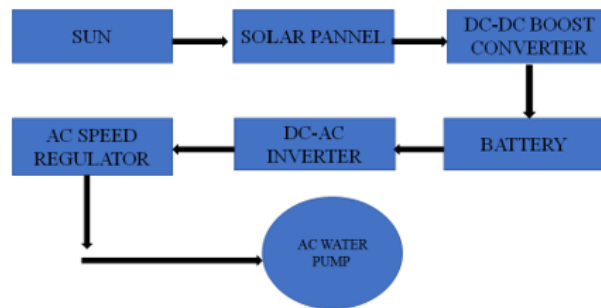 SUN
SOLAR PANNEL
DC-DC BOOST
CONVERTER
AC SPEED
REGULATOR
DC-AC
INVERTER
BATTERY
AC WATER
PUMP